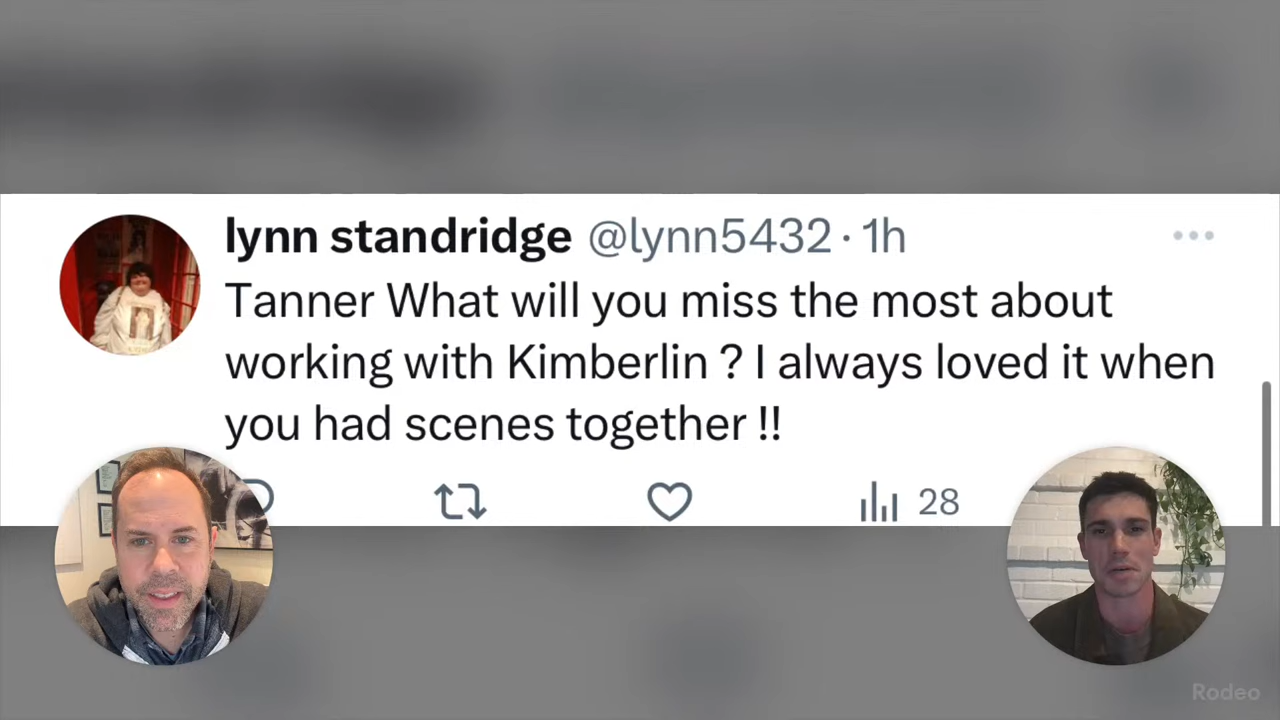 lynn standridge @lynn5432 · 1h
Tanner What will you miss the most about
working with Kimberlin ? I always loved it when
you had scenes together !!
28
Rodeo